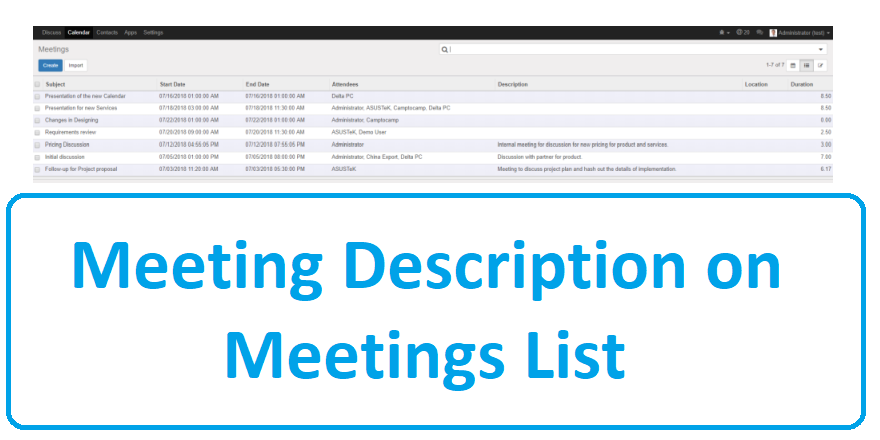 Discuss Calendar Contacts Apps Settings Administrator (test)
Meetings
Create Import 1-7 of 7
Subject Start Date End Date Attendees Description Location Duration
Presentation of the new Calendar 07/16/2018 01:00:00 AM 07/16/2018 01:00:00 AM Delta PC 8.50
Presentation for new Services 07/18/2018 03:00:00 AM 07/18/2018 11:30:00 AM Administrator, ASUSTeK, Camptocamp, Delta PC 8.50
Changes in Designing 07/22/2018 01:00:00 AM 07/22/2018 01:00:00 AM Administrator, Camptocamp 0.00
Requirements review 07/20/2018 09:00:00 AM 07/20/2018 11:30:00 AM ASUSTeK, Demo User 2.50
Pricing Discussion 07/12/2018 04:55:05 PM 07/12/2018 07:55:05 PM Administrator Internal meeting for discussion for new pricing for product and services. 3.00
Initial discussion 07/05/2018 01:00:00 PM 07/05/2018 08:00:00 PM Administrator, China Export, Delta PC Discussion with partner for product. 7.00
Follow-up for Project proposal 07/03/2018 11:20:00 AM 07/03/2018 05:30:00 PM ASUSTeK Meeting to discuss project plan and hash out the details of implementation. 6.17
Meeting Description on
Meetings List